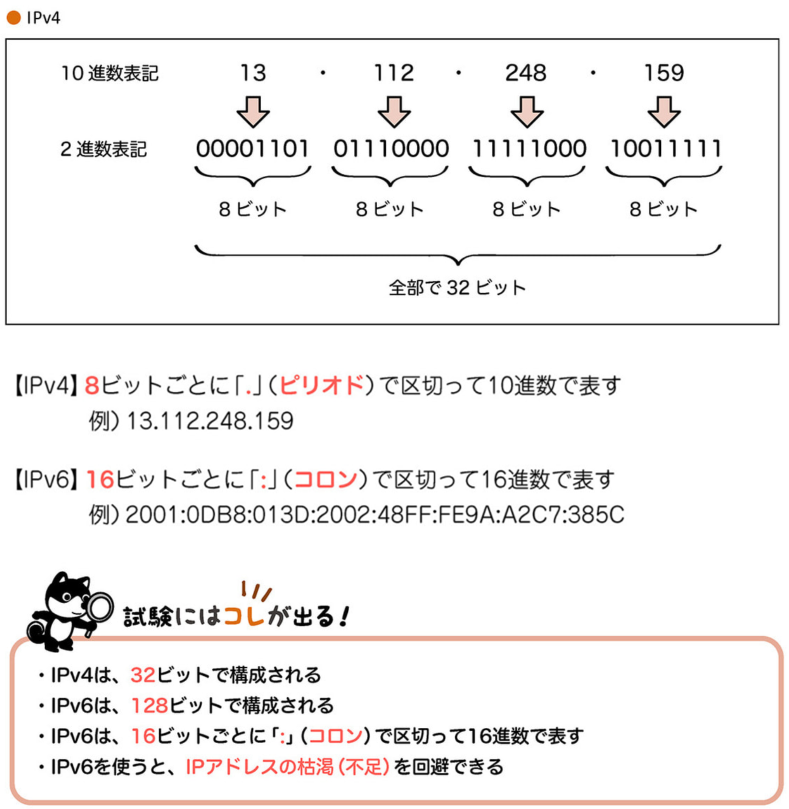 ● IPv4
10進数表記 13 ・ 112 ・ 248 ・ 159
2進数表記 00001101 01110000 11111000 10011111
8ビット 8ビット 8ビット 8ビット
全部で32ビット
【IPv4】8ビットごとに「.」（ピリオド）で区切って10進数で表す
例）13.112.248.159
【IPv6】16ビットごとに「:」（コロン）で区切って16進数で表す
例）2001:0DB8:013D:2002:48FF:FE9A:A2C7:385C
試験にはコレが出る！
・IPv4は、32ビットで構成される
・IPv6は、128ビットで構成される
・IPv6は、16ビットごとに「:」（コロン）で区切って16進数で表す
・IPv6を使うと、IPアドレスの枯渇（不足）を回避できる